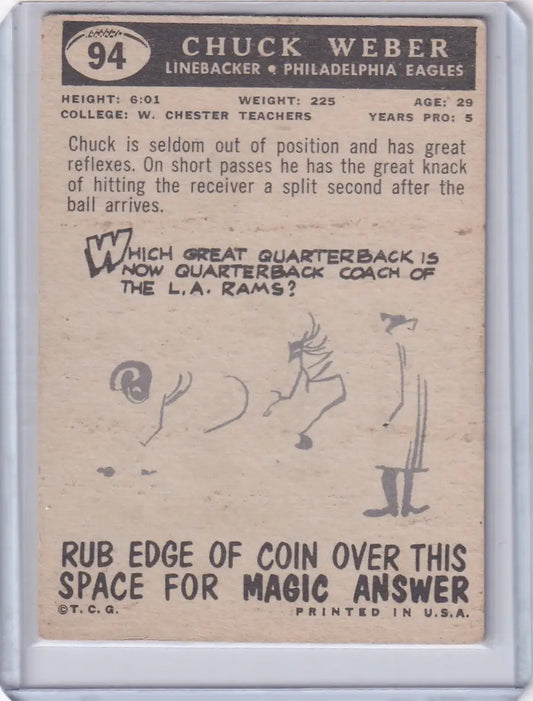 94
CHUCK WEBER
LINEBACKER • PHILADELPHIA EAGLES
HEIGHT: 6:01 WEIGHT: 225 AGE: 29
COLLEGE: W. CHESTER TEACHERS YEARS PRO: 5
Chuck is seldom out of position and has great
reflexes. On short passes he has the great knack
of hitting the receiver a split second after the
ball arrives.
WHICH GREAT QUARTERBACK IS
NOW QUARTERBACK COACH OF
THE L.A. RAMS?
RUB EDGE OF COIN OVER THIS
SPACE FOR MAGIC ANSWER
©T.C.G. PRINTED IN U.S.A.